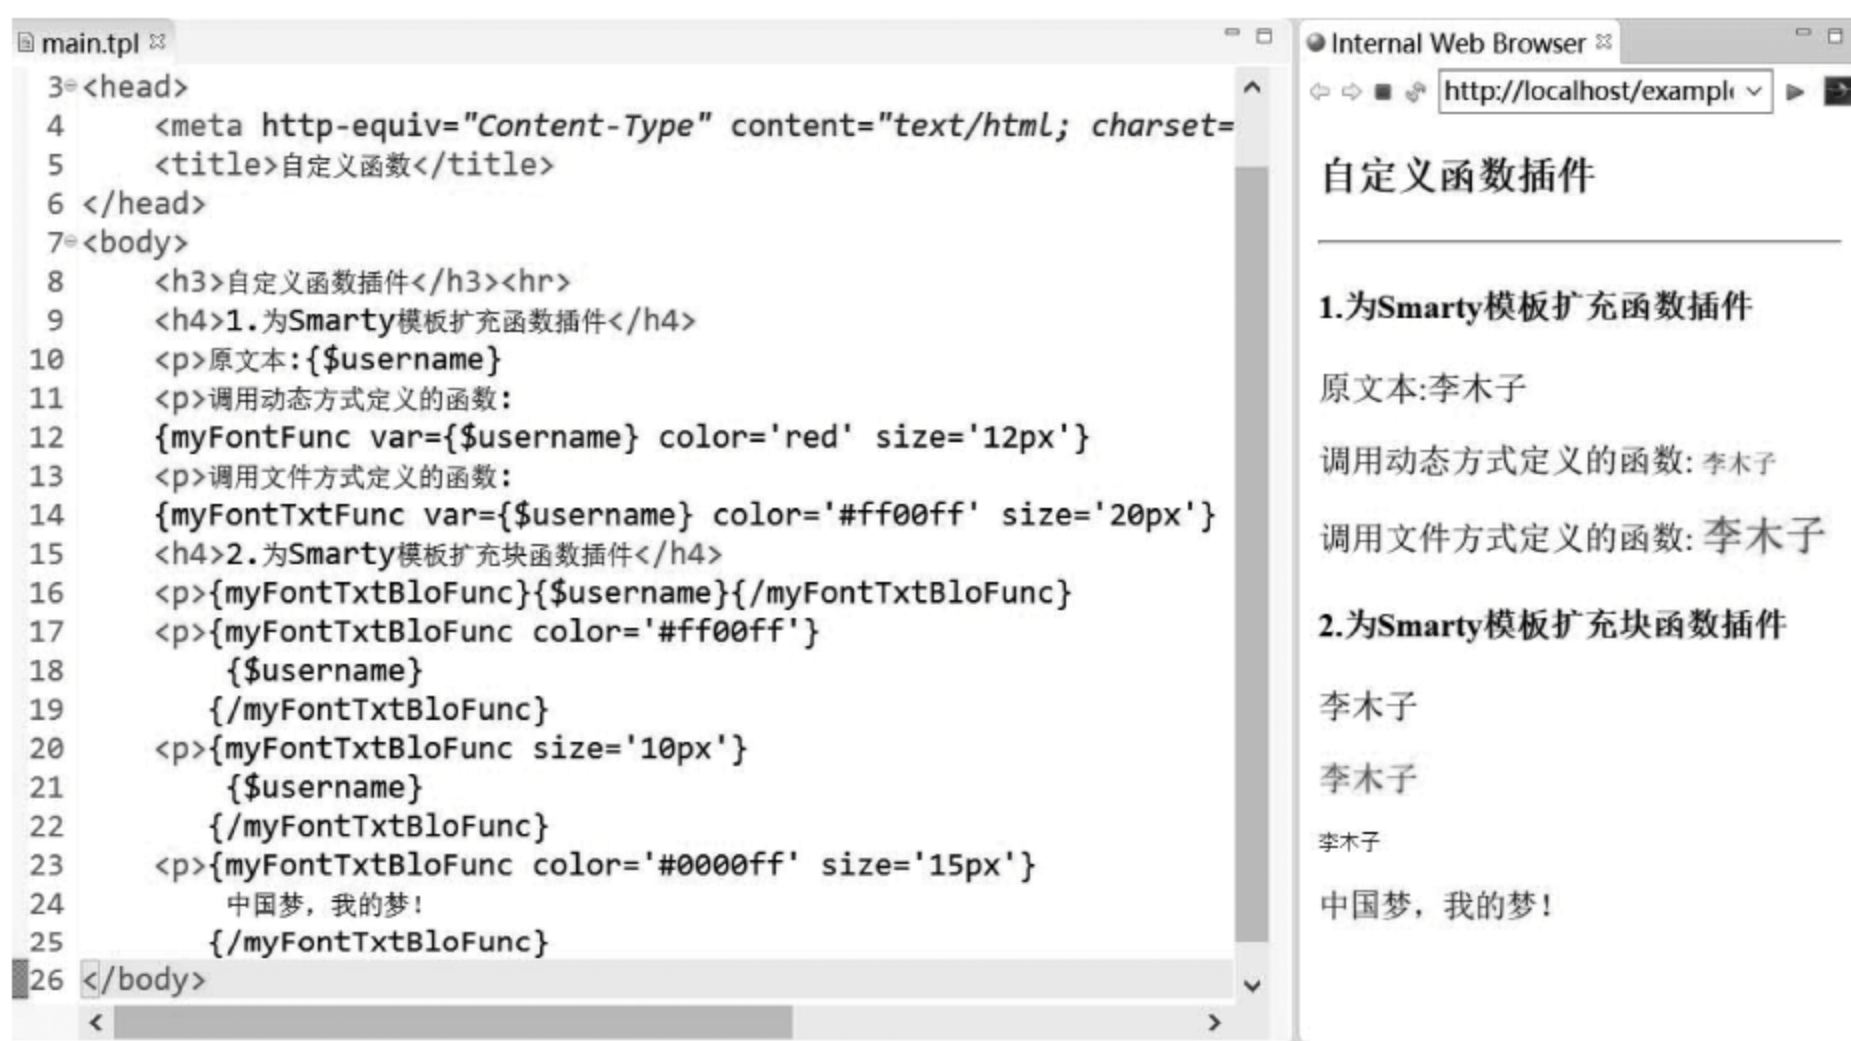 main.tpl
3 <head>
4 <meta http-equiv="Content-Type" content="text/html; charset=
5 <title>自定义函数</title>
6 </head>
7 <body>
8 <h3>自定义函数插件</h3><hr>
9 <h4>1.为Smarty模板扩充函数插件</h4>
10 <p>原文本:{$username}
11 <p>调用动态方式定义的函数:
12 {myFontFunc var={$username} color='red' size='12px'}
13 <p>调用文件方式定义的函数:
14 {myFontTxtFunc var={$username} color='#ff00ff' size='20px'}
15 <h4>2.为Smarty模板扩充块函数插件</h4>
16 <p>{myFontTxtBloFunc}{$username}{/myFontTxtBloFunc}
17 <p>{myFontTxtBloFunc color='#ff00ff'}
18 {$username}
19 {/myFontTxtBloFunc}
20 <p>{myFontTxtBloFunc size='10px'}
21 {$username}
22 {/myFontTxtBloFunc}
23 <p>{myFontTxtBloFunc color='#0000ff' size='15px'}
24 中国梦，我的梦！
25 {/myFontTxtBloFunc}
26 </body>
Internal Web Browser
http://localhost/example
自定义函数插件
1.为Smarty模板扩充函数插件
原文本:李木子
调用动态方式定义的函数: 李木子
调用文件方式定义的函数: 李木子
2.为Smarty模板扩充块函数插件
李木子
李木子
李木子
中国梦，我的梦！